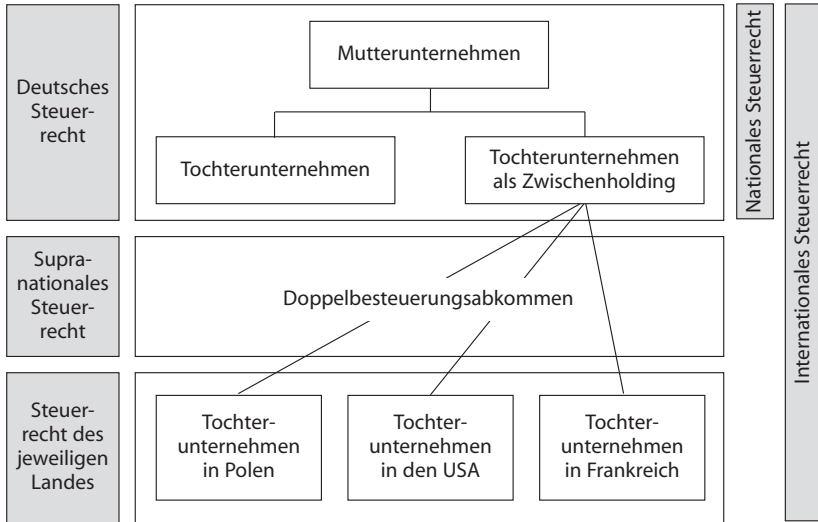 Deutsches
Steuer-
recht
Mutterunternehmen
Tochterunternehmen
Tochterunternehmen
als Zwischenholding
Nationales Steuerrecht
Internationales Steuerrecht
Supra-
nationales
Steuer-
recht
Doppelbesteuerungsabkommen
Steuer-
recht des
jeweiligen
Landes
Tochter-
unternehmen
in Polen
Tochter-
unternehmen
in den USA
Tochter-
unternehmen
in Frankreich